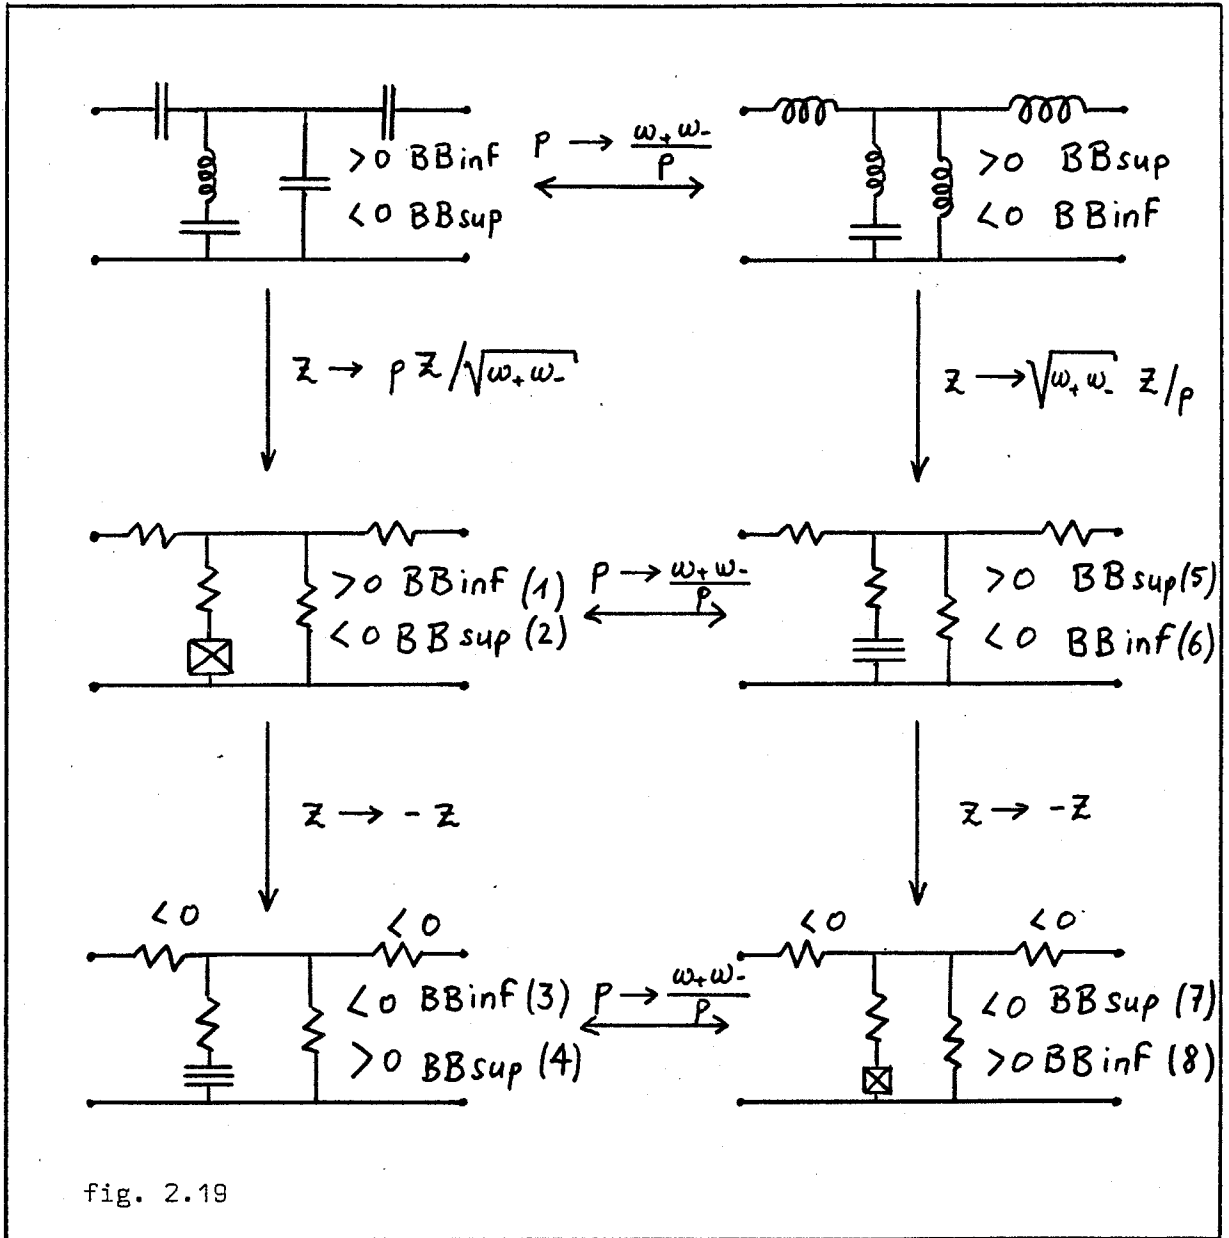 >0 BBinf
<0 BBsup
p → ω₊ω₋/p
>0 BBsup
<0 BBinf
Z → p Z/√ω₊ω₋
Z → √ω₊ω₋ Z/p
>0 BBinf (1)
<0 BBsup (2)
p → ω₊ω₋/p
>0 BBsup (5)
<0 BBinf (6)
Z → - Z
Z → - Z
<0 <0
<0 BBinf (3)
>0 BBsup (4)
p → ω₊ω₋/p
<0 <0
<0 BBsup (7)
>0 BBinf (8)
fig. 2.19